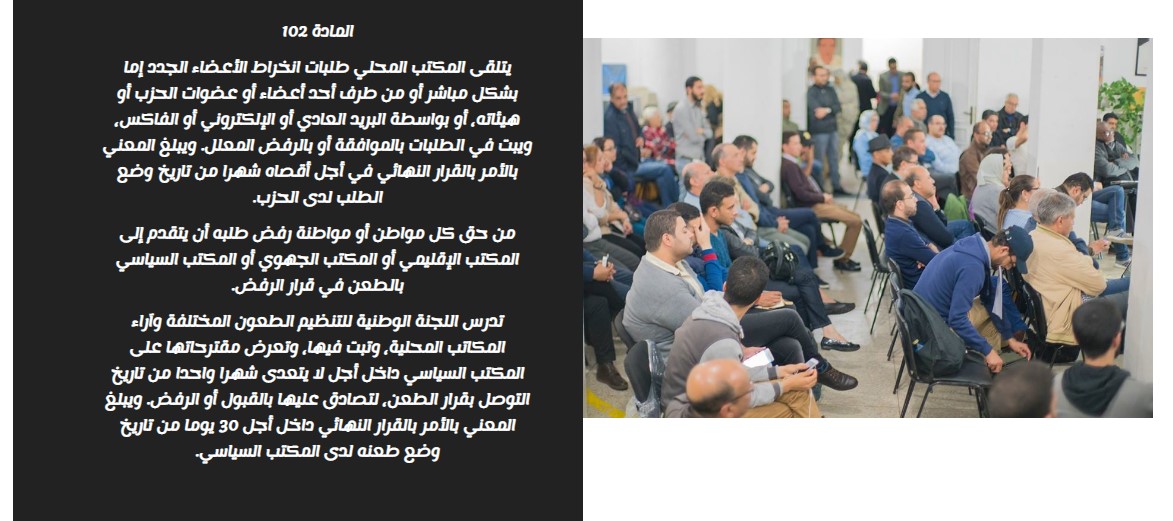 المادة 102
يتلقى المكتب المحلي طلبات انخراط الأعضاء الجدد إما
بشكل مباشر أو من طرف أحد أعضاء أو عضوات الحزب أو
هيئاته، أو بواسطة البريد العادي أو الإلكتروني أو الفاكس،
ويبت في الطلبات بالموافقة أو بالرفض المعلل. ويبلغ المعني
بالأمر بالقرار النهائي في أجل أقصاه شهرا من تاريخ وضع
الطلب لدى الحزب.
من حق كل مواطن أو مواطنة رفض طلبه أن يتقدم إلى
المكتب الإقليمي أو المكتب الجهوي أو المكتب السياسي
بالطعن في قرار الرفض.
تدرس اللجنة الوطنية للتنظيم الطعون المختلفة وآراء
المكاتب المحلية، وتبت فيها، وتعرض مقترحاتها على
المكتب السياسي داخل أجل لا يتعدى شهرا واحدا من تاريخ
التوصل بقرار الطعن، لتصادق عليها بالقبول أو الرفض. ويبلغ
المعني بالأمر بالقرار النهائي داخل أجل 30 يوما من تاريخ
وضع طعنه لدى المكتب السياسي.